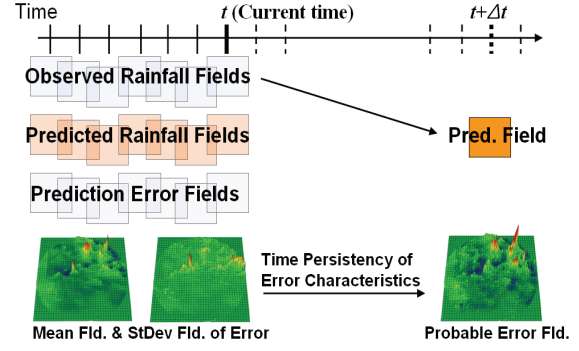 Time
t (Current time)
t+Δt
Observed Rainfall Fields
Predicted Rainfall Fields
Pred. Field
Prediction Error Fields
Time Persistency of
Error Characteristics
Mean Fld. & StDev Fld. of Error
Probable Error Fld.